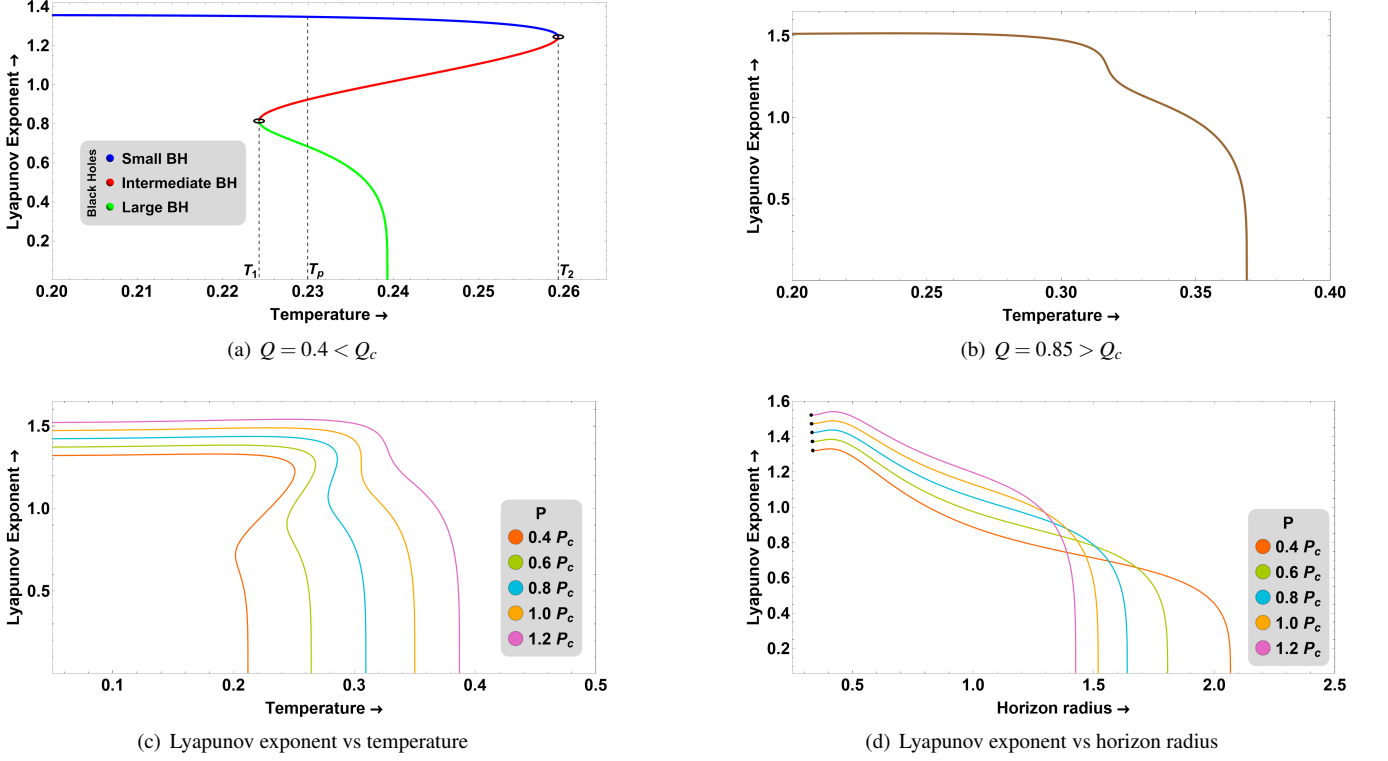 Lyapunov Exponent →
1.4
1.2
1.0
0.8
0.6
0.4
0.2
Black Holes
Small BH
Intermediate BH
Large BH
T1 Tp T2
0.20 0.21 0.22 0.23 0.24 0.25 0.26
Temperature →
(a) Q = 0.4 < Qc
Lyapunov Exponent →
1.5
1.0
0.5
0.20 0.25 0.30 0.35 0.40
Temperature →
(b) Q = 0.85 > Qc
Lyapunov Exponent →
1.5
1.0
0.5
P
0.4 Pc
0.6 Pc
0.8 Pc
1.0 Pc
1.2 Pc
0.1 0.2 0.3 0.4 0.5
Temperature →
(c) Lyapunov exponent vs temperature
Lyapunov Exponent →
1.6
1.4
1.2
1.0
0.8
0.6
0.4
0.2
P
0.4 Pc
0.6 Pc
0.8 Pc
1.0 Pc
1.2 Pc
0.5 1.0 1.5 2.0 2.5
Horizon radius →
(d) Lyapunov exponent vs horizon radius